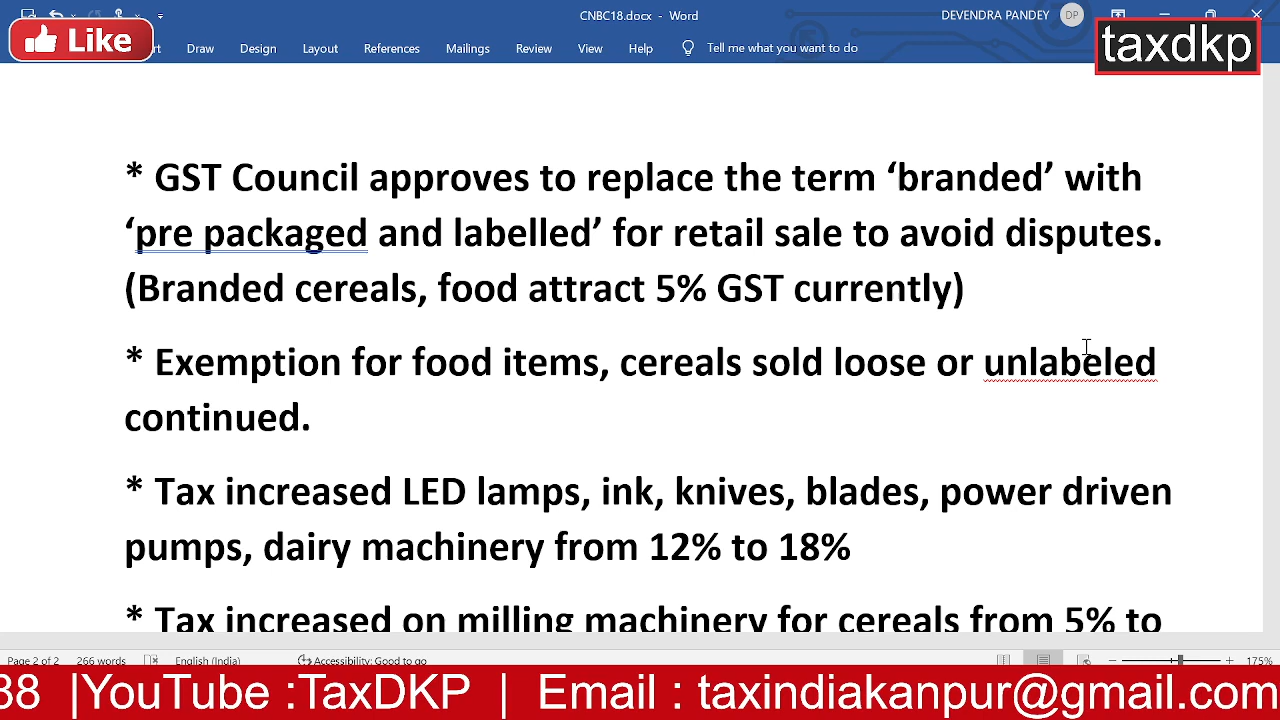 CNBC18.docx - Word
DEVENDRA PANDEY DP
Like
taxdkp
Draw Design Layout References Mailings Review View Help Tell me what you want to do
* GST Council approves to replace the term ‘branded’ with
‘pre packaged and labelled’ for retail sale to avoid disputes.
(Branded cereals, food attract 5% GST currently)
* Exemption for food items, cereals sold loose or unlabeled
continued.
* Tax increased LED lamps, ink, knives, blades, power driven
pumps, dairy machinery from 12% to 18%
* Tax increased on milling machinery for cereals from 5% to
Page 2 of 2 266 words English (India) Accessibility: Good to go 175%
38 |YouTube :TaxDKP | Email : taxindiakanpur@gmail.com